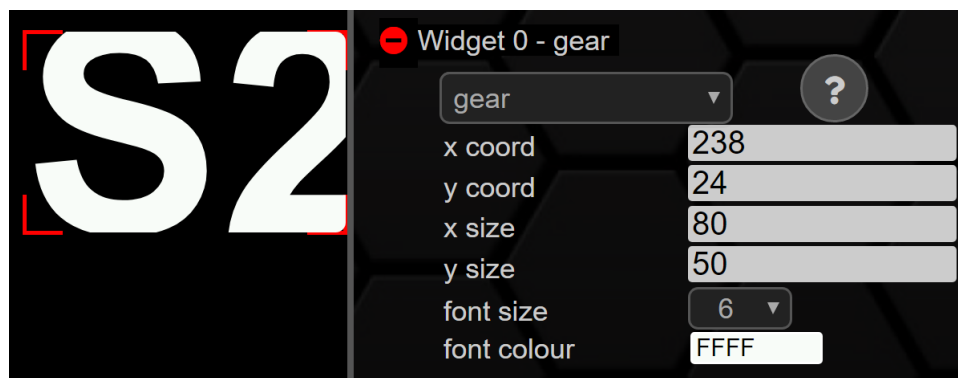 S2
Widget 0 - gear
gear ▼
?
x coord 238
y coord 24
x size 80
y size 50
font size 6 ▼
font colour FFFF